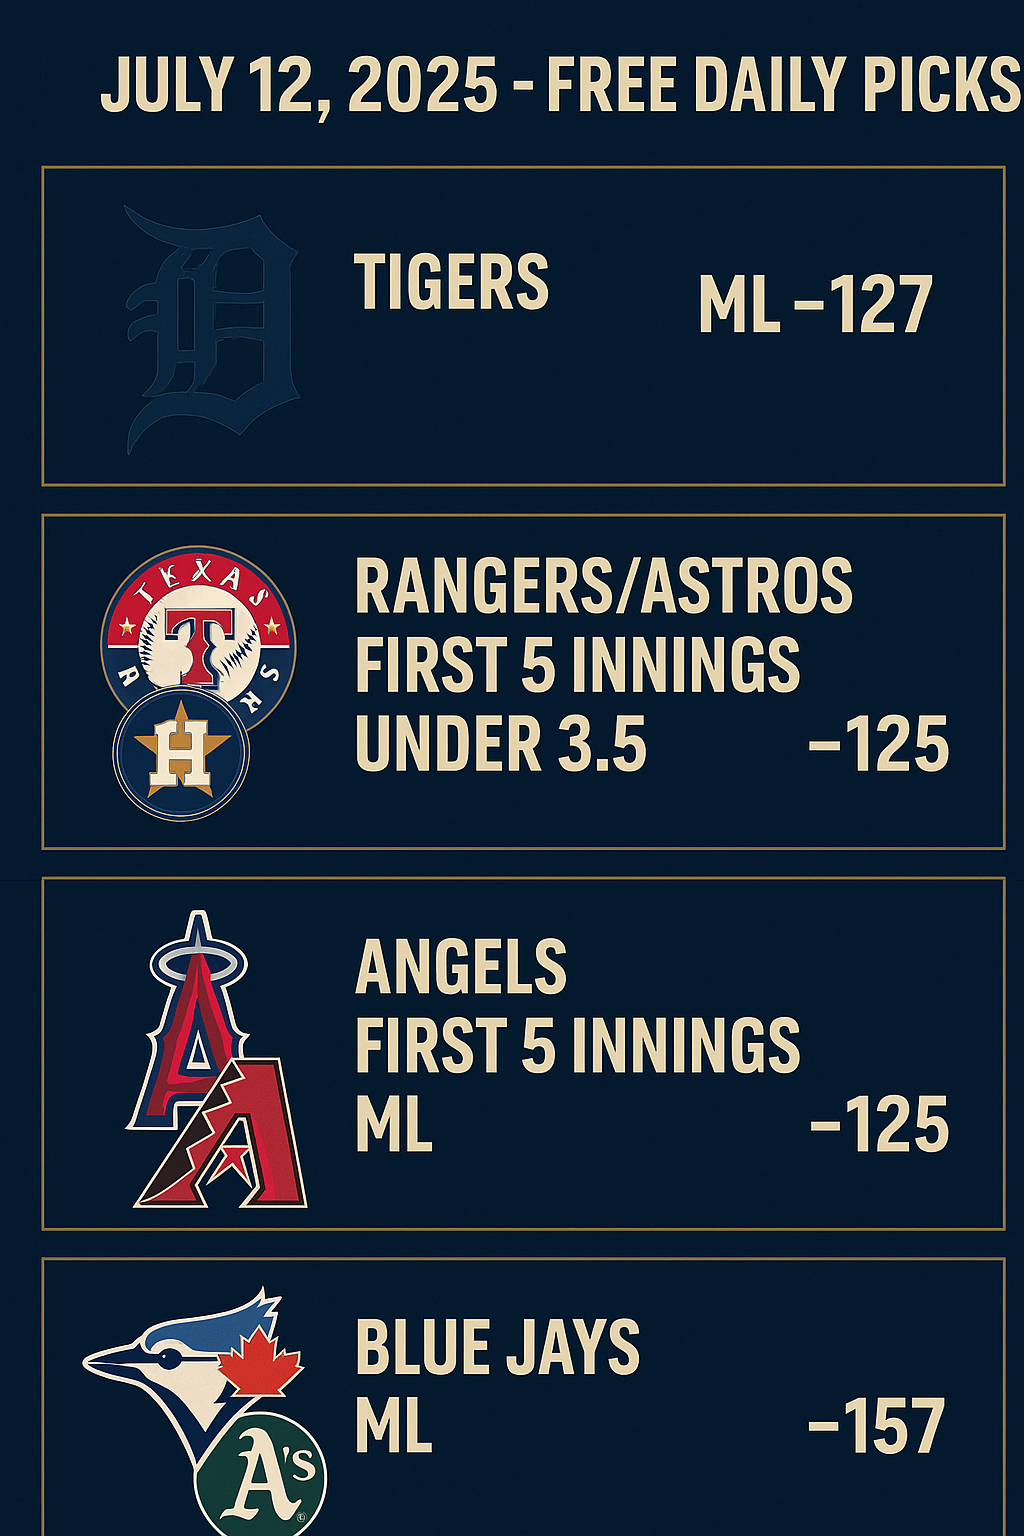 JULY 12, 2025 - FREE DAILY PICKS
TIGERS
ML -127
D
RANGERS/ASTROS
FIRST 5 INNINGS
UNDER 3.5 -125
TEXAS
T
H
ANGELS
FIRST 5 INNINGS
ML -125
A
A
BLUE JAYS
ML -157
A's